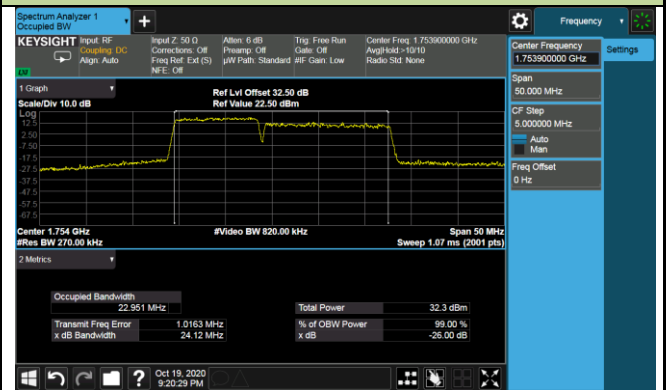 Spectrum Analyzer 1
Occupied BW
+
Frequency
KEYSIGHT
Input: RF
Coupling: DC
Align: Auto
Input Z: 50 Ω
Corrections: Off
Freq Ref: Ext (S)
NFE: Off
Atten: 6 dB
Preamp: Off
µW Path: Standard
Trig: Free Run
Gate: Off
#IF Gain: Low
Center Freq: 1.753900000 GHz
Avg|Hold:>10/10
Radio Std: None
Center Frequency
1.753900000 GHz
Settings
Span
50.000 MHz
CF Step
5.000000 MHz
Auto
Man
Freq Offset
0 Hz
1 Graph
Scale/Div 10.0 dB
Ref Lvl Offset 32.50 dB
Ref Value 22.50 dBm
Log
12.5
2.50
-7.50
-17.5
-27.5
-37.5
-47.5
-57.5
-67.5
Center 1.754 GHz
#Video BW 820.00 kHz
Span 50 MHz
#Res BW 270.00 kHz
Sweep 1.07 ms (2001 pts)
2 Metrics
Occupied Bandwidth
22.951 MHz
Total Power
32.3 dBm
Transmit Freq Error
1.0163 MHz
% of OBW Power
99.00 %
x dB Bandwidth
24.12 MHz
x dB
-26.00 dB
?
Oct 19, 2020
9:20:29 PM